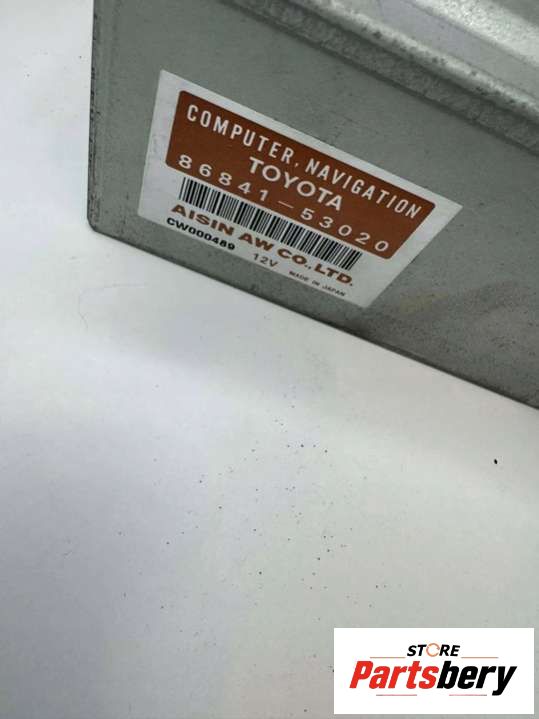 COMPUTER, NAVIGATION
TOYOTA
86841-53020
AISIN AW CO., LTD.
CW000489 12V MADE IN JAPAN
STORE
Partsbery